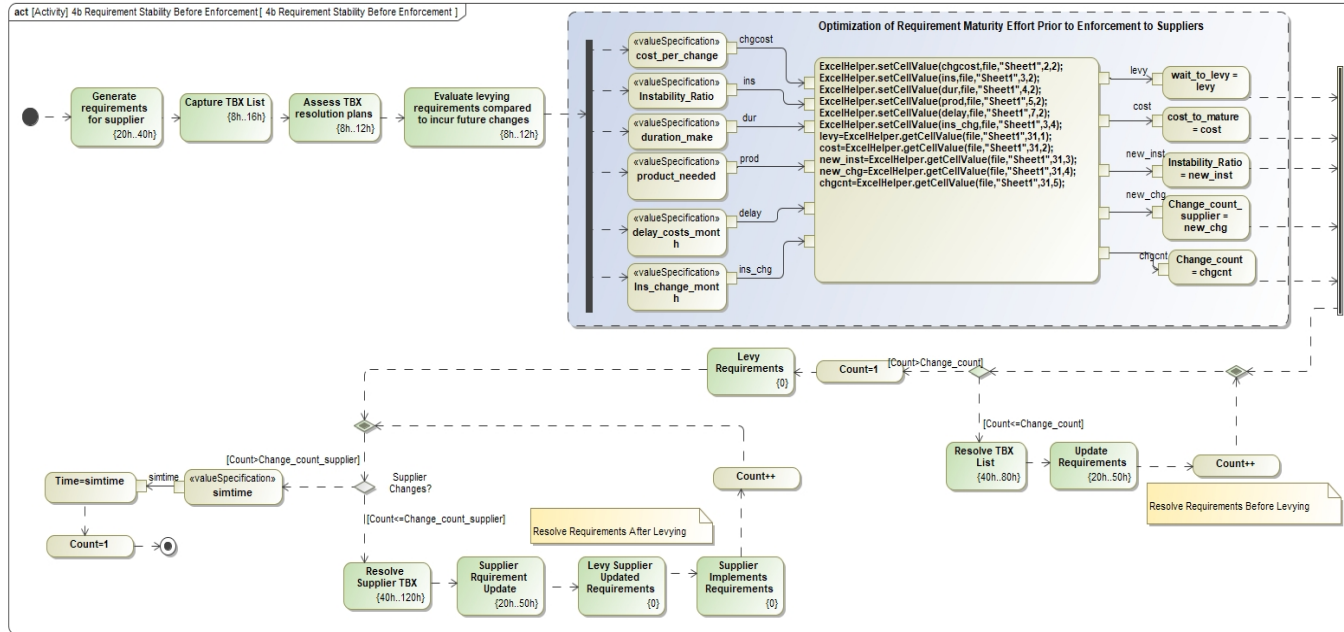 act [Activity] 4b Requirement Stability Before Enforcement[ 4b Requirement Stability Before Enforcement ]
Optimization of Requirement Maturity Effort Prior to Enforcement to Suppliers
Generate
requirements
for supplier
{20h..40h}
Capture TBX List
{8h..16h}
Assess TBX
resolution plans
{8h..12h}
Evaluate levying
requirements compared
to incur future changes
{8h..12h}
«valueSpecification»
cost_per_change
chgcost
«valueSpecification»
Instability_Ratio
ins
«valueSpecification»
duration_make
dur
«valueSpecification»
product_needed
prod
«valueSpecification»
delay_costs_mont
h
delay
«valueSpecification»
Ins_change_mont
h
ins_chg
ExcelHelper.setCellValue(chgcost,file,"Sheet1",2,2);
ExcelHelper.setCellValue(ins,file,"Sheet1",3,2);
ExcelHelper.setCellValue(dur,file,"Sheet1",4,2);
ExcelHelper.setCellValue(prod,file,"Sheet1",5,2);
ExcelHelper.setCellValue(delay,file,"Sheet1",7,2);
ExcelHelper.setCellValue(ins_chg,file,"Sheet1",3,4);
levy=ExcelHelper.getCellValue(file,"Sheet1",31,1);
cost=ExcelHelper.getCellValue(file,"Sheet1",31,2);
new_inst=ExcelHelper.getCellValue(file,"Sheet1",31,3);
new_chg=ExcelHelper.getCellValue(file,"Sheet1",31,4);
chgcnt=ExcelHelper.getCellValue(file,"Sheet1",31,5);
levy
wait_to_levy =
levy
cost
cost_to_mature
= cost
new_inst
Instability_Ratio
= new_inst
new_chg
Change_count_
supplier =
new_chg
chgcnt
Change_count
= chgcnt
Levy
Requirements
{0}
Count=1
[Count>Change_count]
[Count<=Change_count]
Resolve TBX
List
{40h..80h}
Update
Requirements
{20h..50h}
Count++
Resolve Requirements Before Levying
[Count>Change_count_supplier]
Supplier
Changes?
Time=simtime
simtime
«valueSpecification»
simtime
Count=1
[Count<=Change_count_supplier]
Count++
Resolve Requirements After Levying
Resolve
Supplier TBX
{40h..120h}
Supplier
Rquirement
Update
{20h..50h}
Levy Supplier
Updated
Requirements
{0}
Supplier
Implements
Requirements
{0}